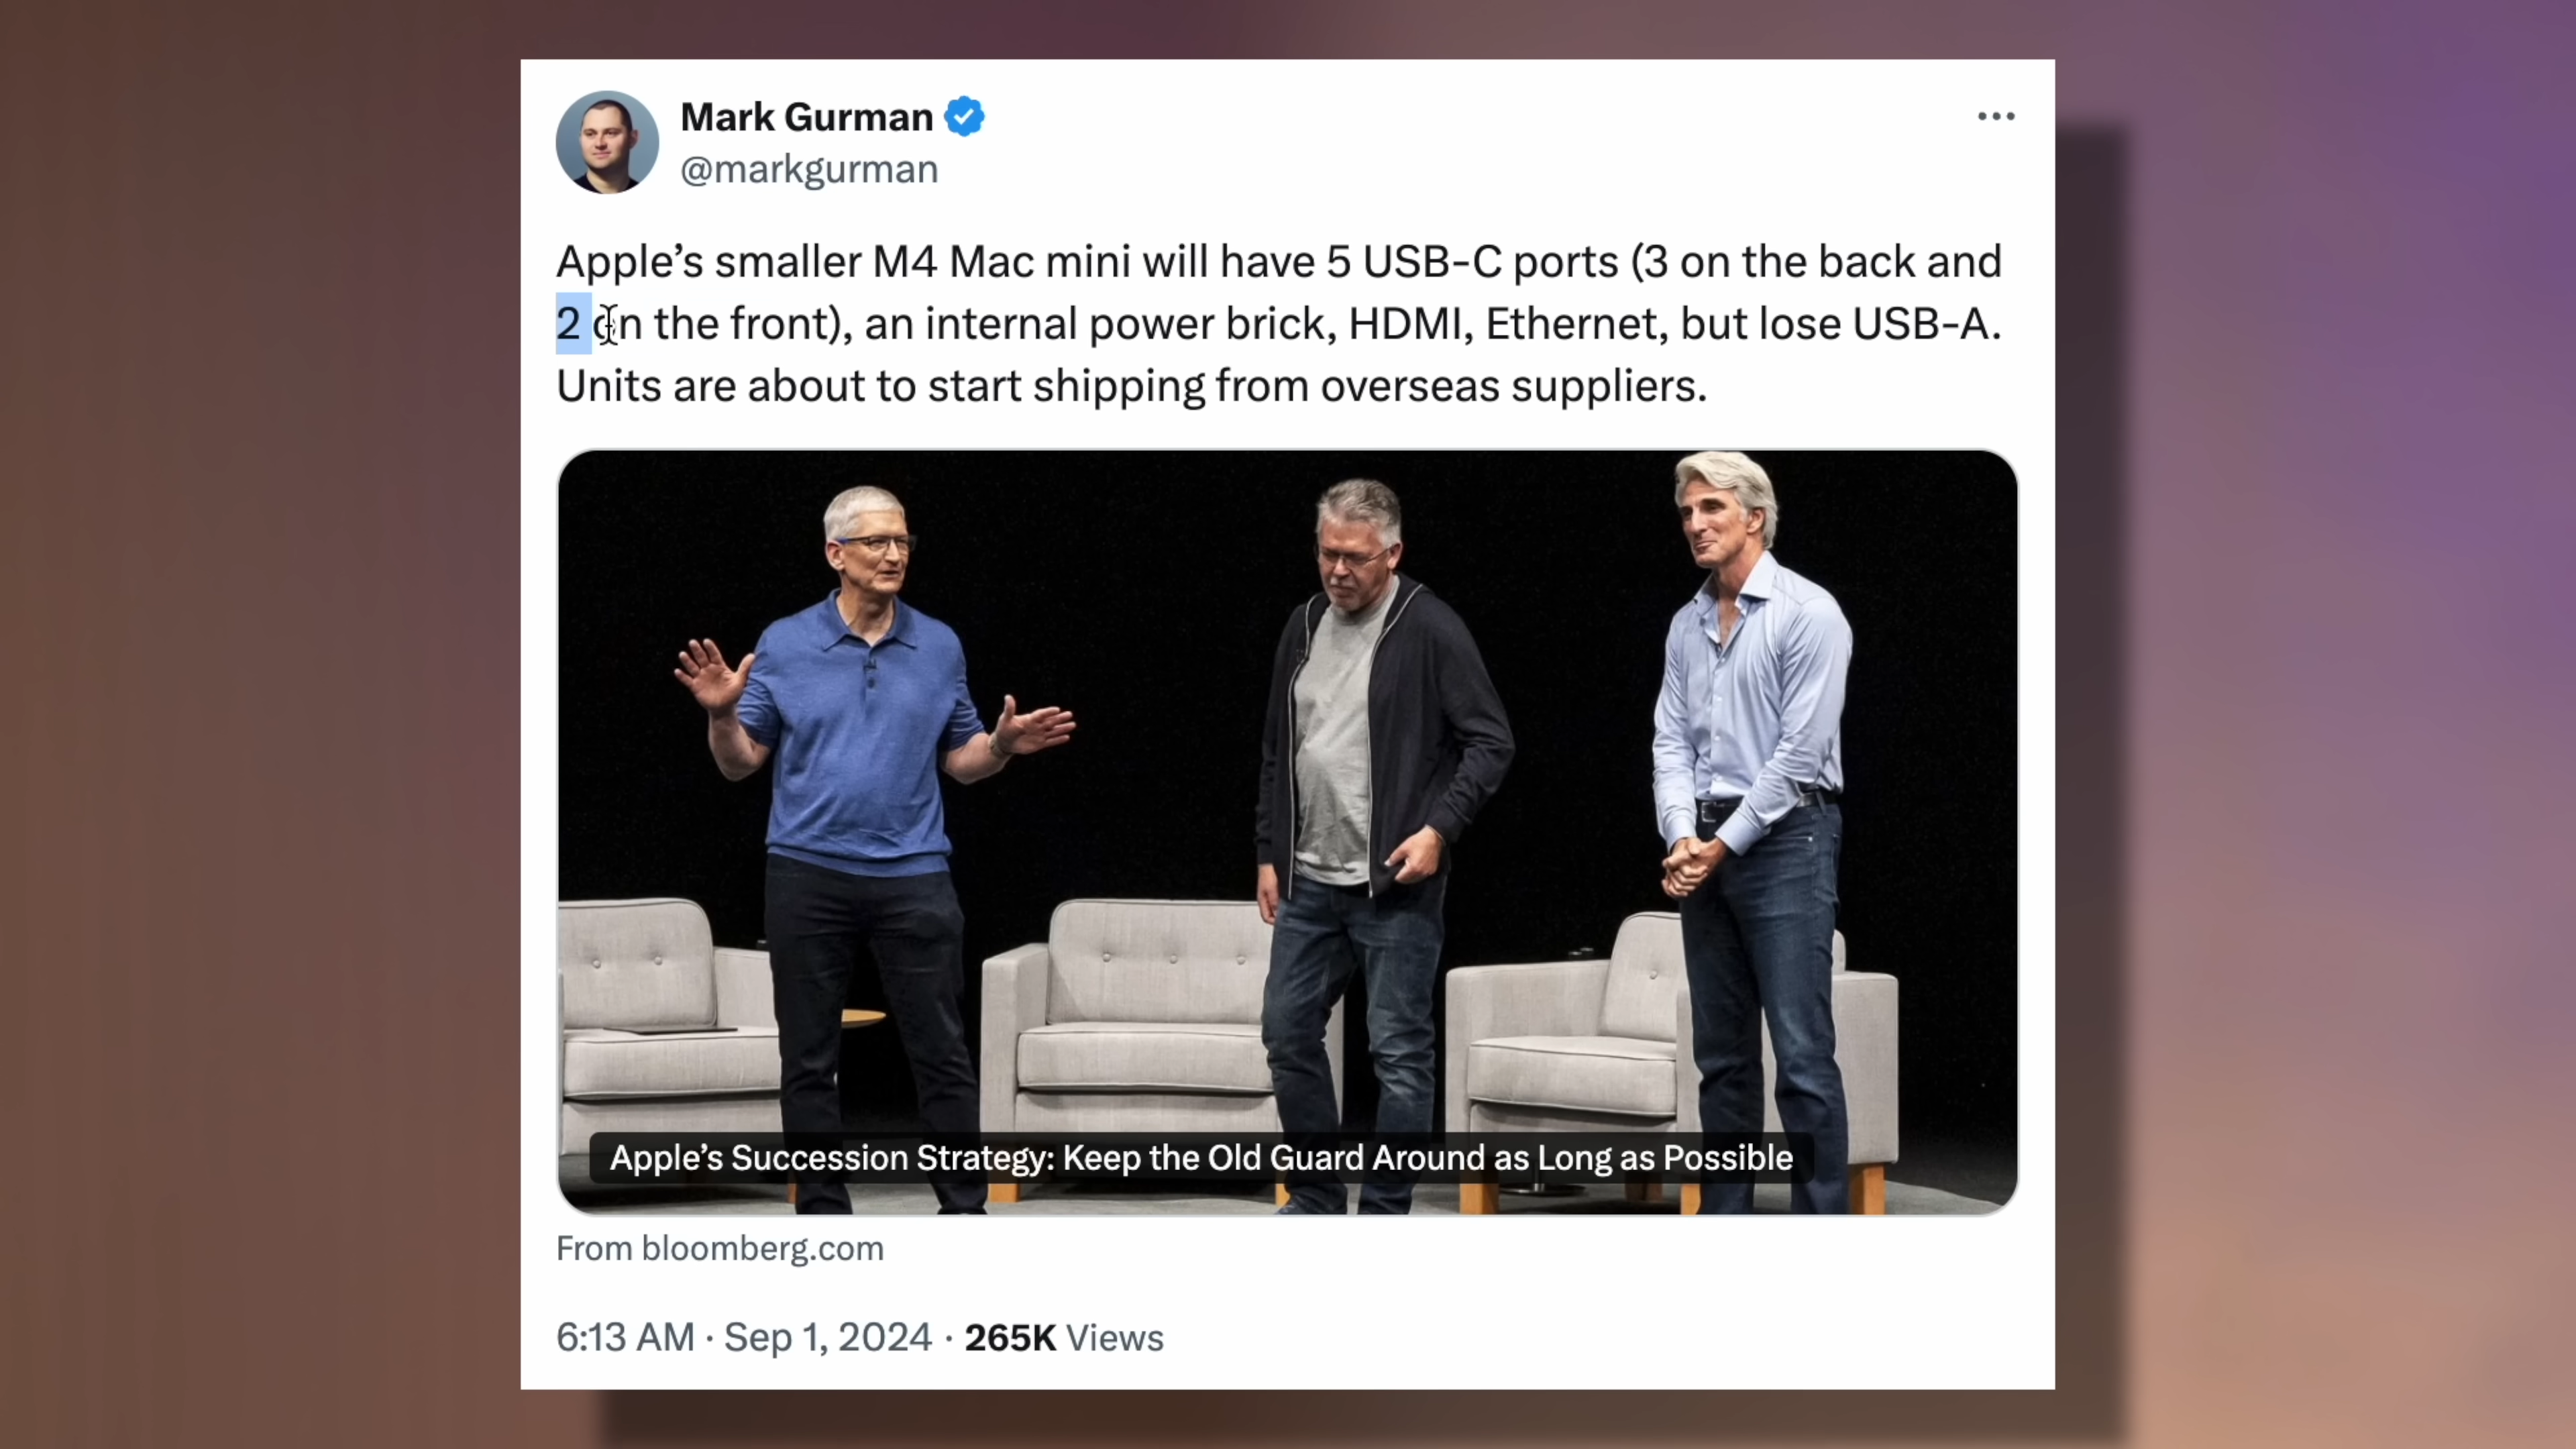 Mark Gurman
@markgurman
Apple’s smaller M4 Mac mini will have 5 USB-C ports (3 on the back and
2 on the front), an internal power brick, HDMI, Ethernet, but lose USB-A.
Units are about to start shipping from overseas suppliers.
Apple’s Succession Strategy: Keep the Old Guard Around as Long as Possible
From bloomberg.com
6:13 AM · Sep 1, 2024 · 265K Views